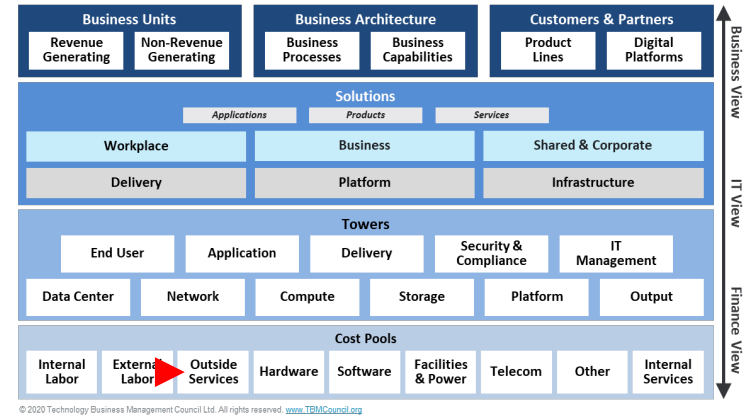 Business Units
Business Architecture
Customers & Partners
Revenue
Generating
Non-Revenue
Generating
Business
Processes
Business
Capabilities
Product
Lines
Digital
Platforms
Business View
Solutions
Applications
Products
Services
Workplace
Business
Shared & Corporate
Delivery
Platform
Infrastructure
IT View
Towers
End User
Application
Delivery
Security &
Compliance
IT
Management
Data Center
Network
Compute
Storage
Platform
Output
Finance View
Cost Pools
Internal
Labor
External
Labor
Outside
Services
Hardware
Software
Facilities
& Power
Telecom
Other
Internal
Services
© 2020 Technology Business Management Council Ltd. All rights reserved. www.TBMCouncil.org